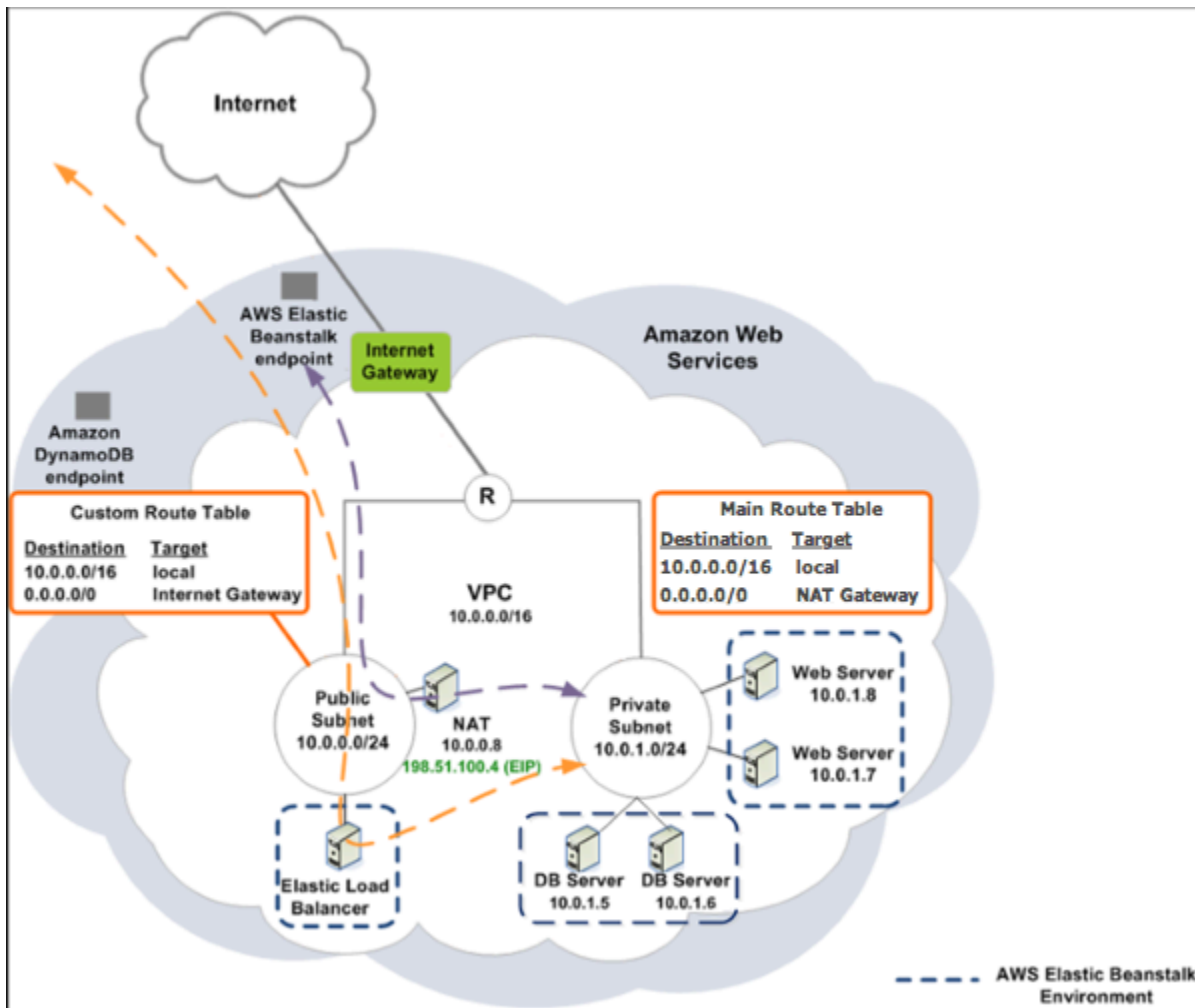 Internet
AWS Elastic
Beanstalk
endpoint
Internet
Gateway
Amazon Web
Services
Amazon
DynamoDB
endpoint
R
Custom Route Table
Destination Target
10.0.0.0/16 local
0.0.0.0/0 Internet Gateway
Main Route Table
Destination Target
10.0.0.0/16 local
0.0.0.0/0 NAT Gateway
VPC
10.0.0.0/16
Public
Subnet
10.0.0.0/24
NAT
10.0.0.8
198.51.100.4 (EIP)
Private
Subnet
10.0.1.0/24
Web Server
10.0.1.8
Web Server
10.0.1.7
Elastic Load
Balancer
DB Server
10.0.1.5
DB Server
10.0.1.6
AWS Elastic Beanstalk
Environment